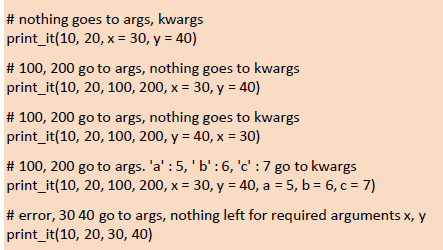 # nothing goes to args, kwargs
print_it(10, 20, x = 30, y = 40)
# 100, 200 go to args, nothing goes to kwargs
print_it(10, 20, 100, 200, x = 30, y = 40)
# 100, 200 go to args, nothing goes to kwargs
print_it(10, 20, 100, 200, y = 40, x = 30)
# 100, 200 go to args. 'a' : 5, ' b' : 6, 'c' : 7 go to kwargs
print_it(10, 20, 100, 200, x = 30, y = 40, a = 5, b = 6, c = 7)
# error, 30 40 go to args, nothing left for required arguments x, y
print_it(10, 20, 30, 40)